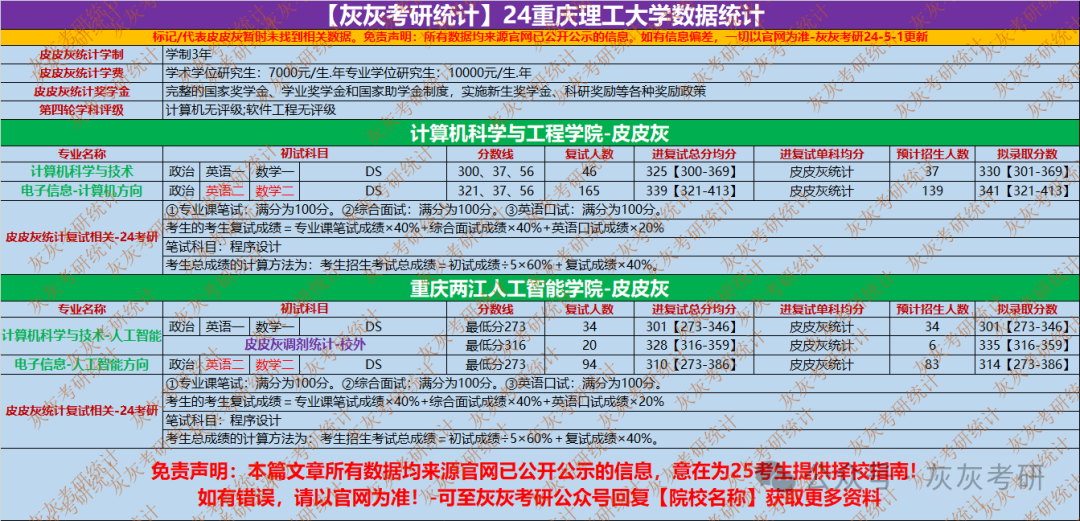 【灰灰考研统计】24重庆理工大学数据统计
标记/代表皮皮灰暂时未找到相关数据。免责声明：所有数据均来源官网已公开公示的信息。如有信息偏差，一切以官网为准-灰灰考研24-5-1更新
皮皮灰统计学制 学制3年
皮皮灰统计学费 学术学位研究生：7000元/生.年专业学位研究生：10000元/生.年
皮皮灰统计奖学金 完整的国家奖学金、学业奖学金和国家助学金制度，实施新生奖学金、科研奖励等各种奖励政策
第四轮学科评级 计算机无评级;软件工程无评级
计算机科学与工程学院-皮皮灰
专业名称 初试科目 分数线 复试人数 进复试总分均分 进复试单科均分 预计招生人数 拟录取分数
计算机科学与技术 政治 英语一 数学一 DS 300、37、56 46 325【300-369】 皮皮灰统计 37 330【301-369】
电子信息-计算机方向 政治 英语二 数学二 DS 321、37、56 165 339【321-413】 皮皮灰统计 139 341【321-413】
皮皮灰统计复试相关-24考研
①专业课笔试：满分为100分。②综合面试：满分为100分。③英语口试：满分为100分。
考生的考生复试成绩＝专业课笔试成绩×40%+综合面试成绩×40%+英语口试成绩×20%
笔试科目：程序设计
考生总成绩的计算方法为：考生招生考试总成绩＝初试成绩÷5×60%＋复试成绩×40%。
重庆两江人工智能学院-皮皮灰
专业名称 初试科目 分数线 复试人数 进复试总分均分 进复试单科均分 预计招生人数 拟录取分数
计算机科学与技术-人工智能 政治 英语一 数学一 DS 最低分273 34 301【273-346】 皮皮灰统计 34 301【273-346】
皮皮灰调剂统计-校外 最低分316 20 328【316-359】 皮皮灰统计 6 335【316-359】
电子信息-人工智能方向 政治 英语二 数学二 DS 最低分273 94 310【273-386】 皮皮灰统计 83 314【273-386】
皮皮灰统计复试相关-24考研
①专业课笔试：满分为100分。②综合面试：满分为100分。③英语口试：满分为100分。
考生的考生复试成绩＝专业课笔试成绩×40%+综合面试成绩×40%+英语口试成绩×20%
笔试科目：程序设计
考生总成绩的计算方法为：考生招生考试总成绩＝初试成绩÷5×60%＋复试成绩×40%。
免责声明：本篇文章所有数据均来源官网已公开公示的信息，意在为25考生提供择校指南！
如有错误，请以官网为准！-可至灰灰考研公众号回复【院校名称】获取更多资料
公众号 · 灰灰考研
灰灰考研统计